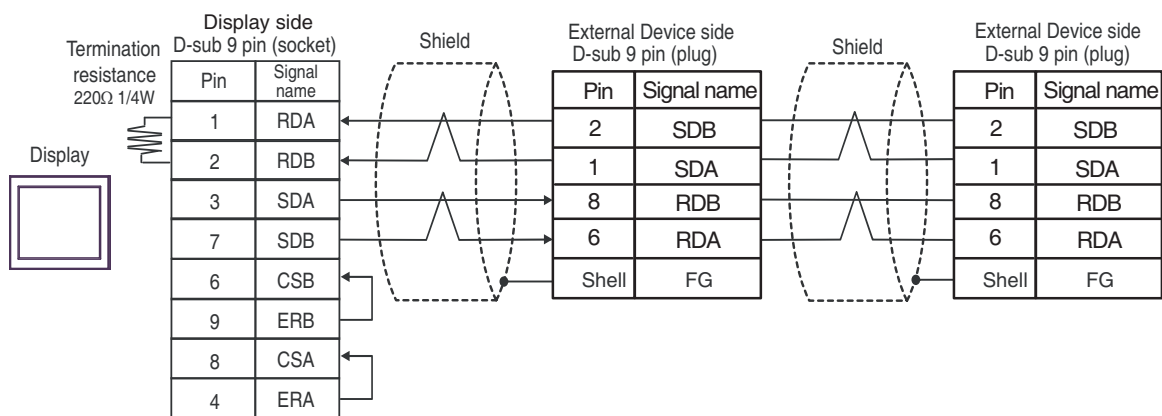 Display side
D-sub 9 pin (socket)
Termination
resistance
220Ω 1/4W
Display
Pin Signal name
1 RDA
2 RDB
3 SDA
7 SDB
6 CSB
9 ERB
8 CSA
4 ERA
Shield
External Device side
D-sub 9 pin (plug)
Pin Signal name
2 SDB
1 SDA
8 RDB
6 RDA
Shell FG
Shield
External Device side
D-sub 9 pin (plug)
Pin Signal name
2 SDB
1 SDA
8 RDB
6 RDA
Shell FG